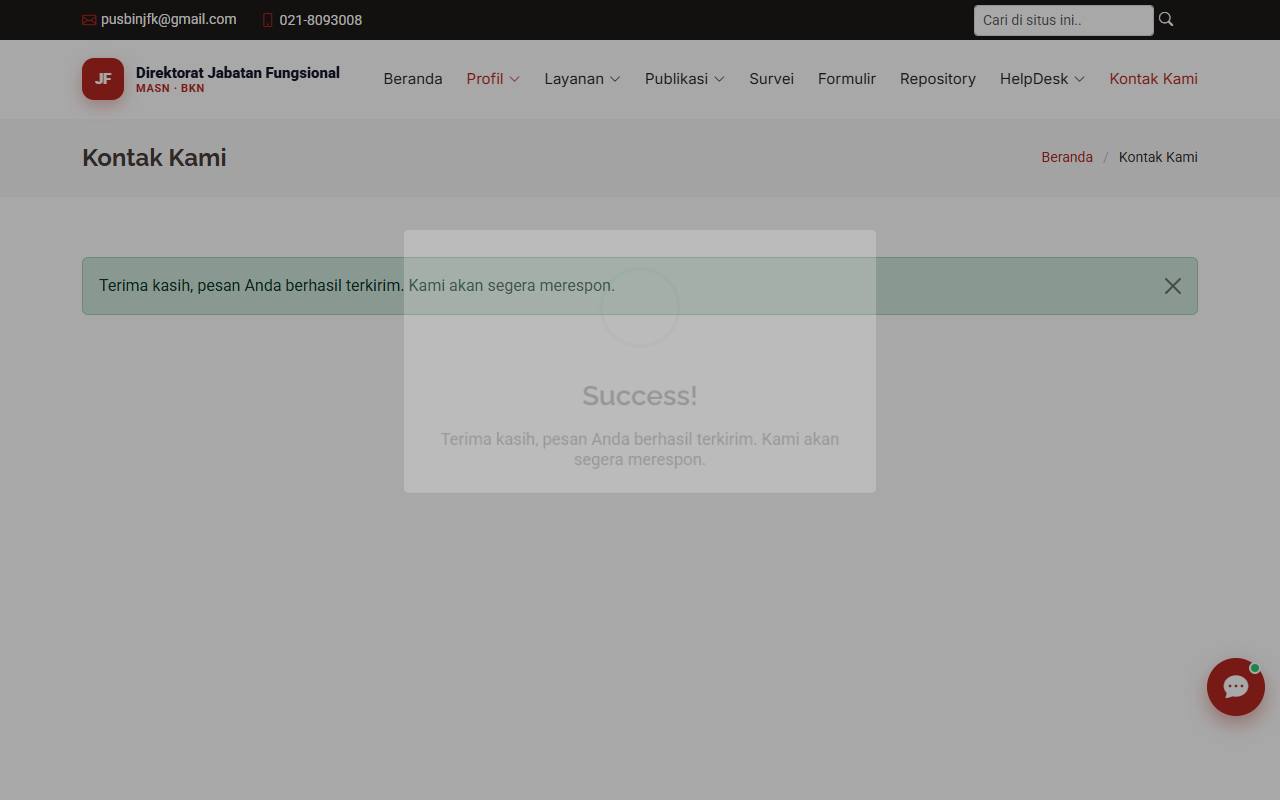 pusbinjfk@gmail.com
021-8093008
Cari di situs ini..
JF
Direktorat Jabatan Fungsional
MASN · BKN
Beranda
Profil
Layanan
Publikasi
Survei
Formulir
Repository
HelpDesk
Kontak Kami
Kontak Kami
Beranda / Kontak Kami
Terima kasih, pesan Anda berhasil terkirim. Kami akan segera merespon.
Success!
Terima kasih, pesan Anda berhasil terkirim. Kami akan
segera merespon.